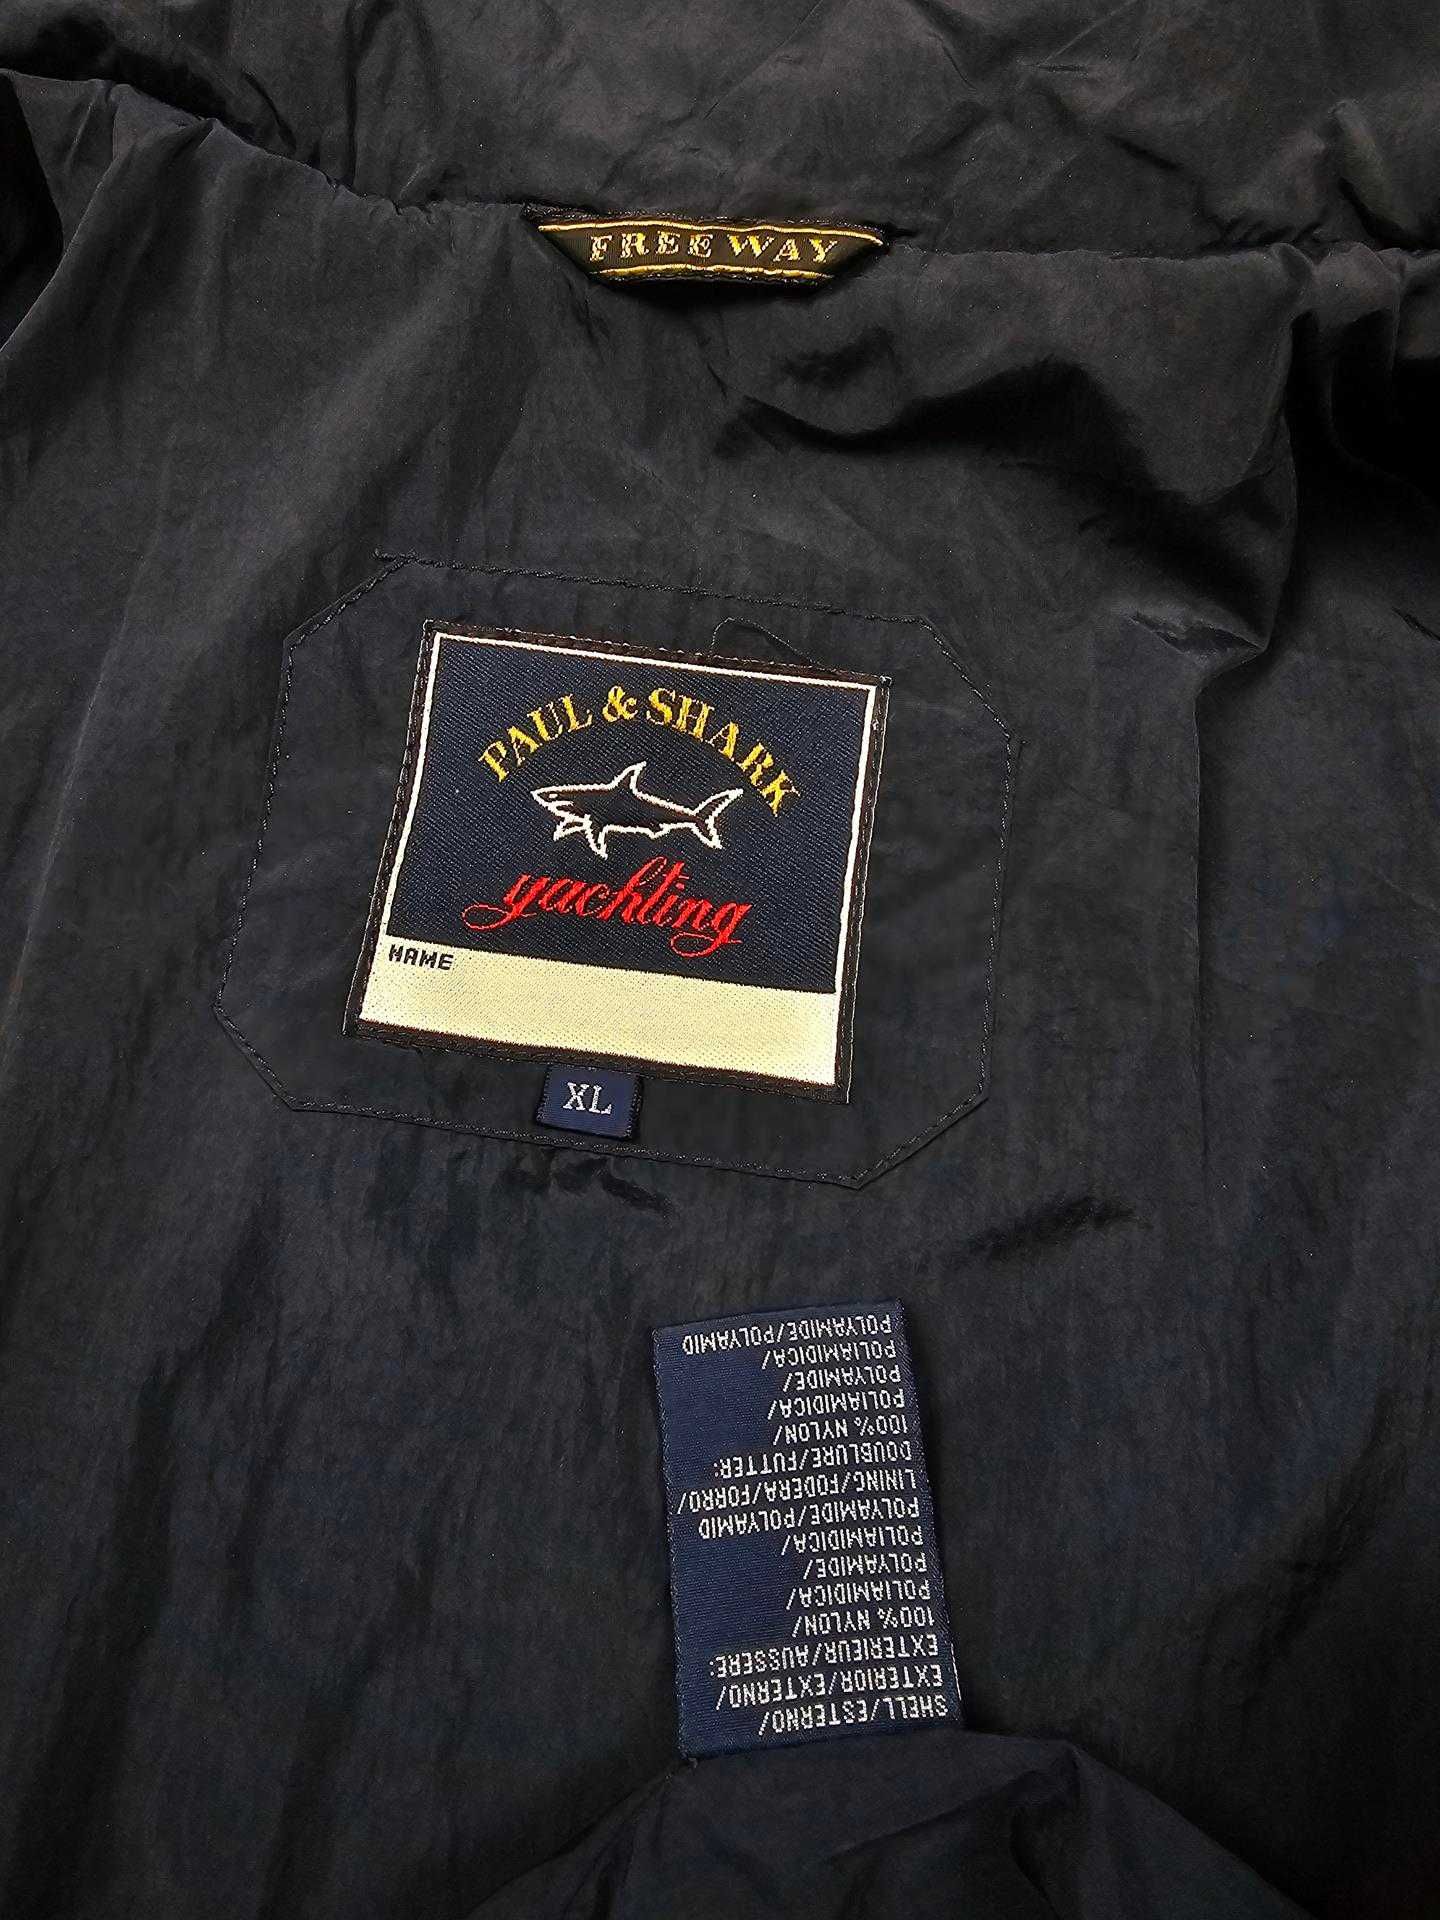 FREEWAY
PAUL & SHARK
yachting
NAME
XL
SHELL/ESTERNO/
EXTERIOR/EXTERNO/
EXTERIEUR/AUSSERE:
100% NYLON/
POLIAMIDICA/
POLYAMIDE/
POLIAMIDICA/
POLYAMIDE/POLYAMID
LINING/FODERA/FORRO/
DOUBLURE/FUTTER:
100% NYLON/
POLIAMIDICA/
POLYAMIDE/
POLIAMIDICA/
POLYAMIDE/POLYAMID